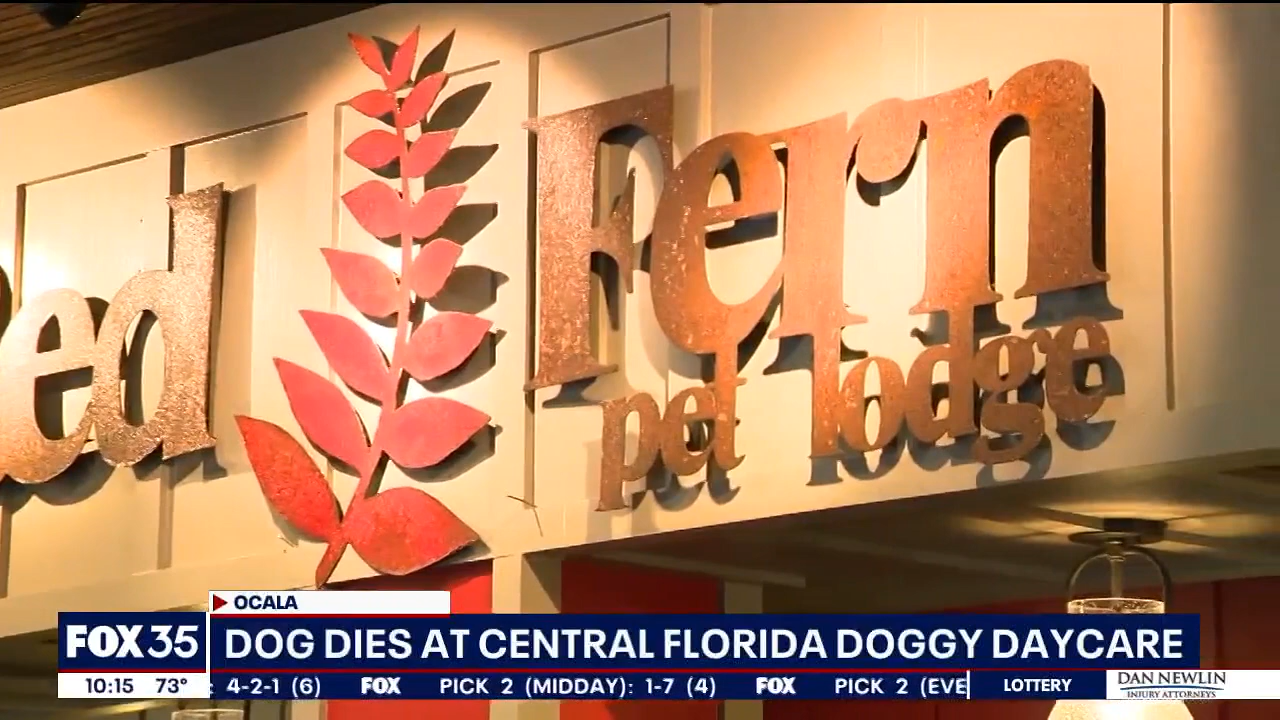 ed Fern
pet lodge
OCALA
FOX 35 DOG DIES AT CENTRAL FLORIDA DOGGY DAYCARE
10:15 73° : 4-2-1 (6) FOX PICK 2 (MIDDAY): 1-7 (4) FOX PICK 2 (EVE LOTTERY DAN NEWLIN
INJURY ATTORNEYS